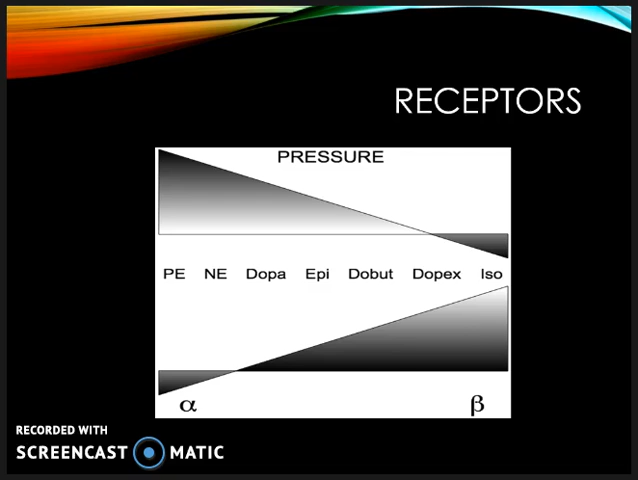 RECEPTORS
PRESSURE
PE NE Dopa Epi Dobut Dopex Iso
α β
RECORDED WITH
SCREENCAST MATIC